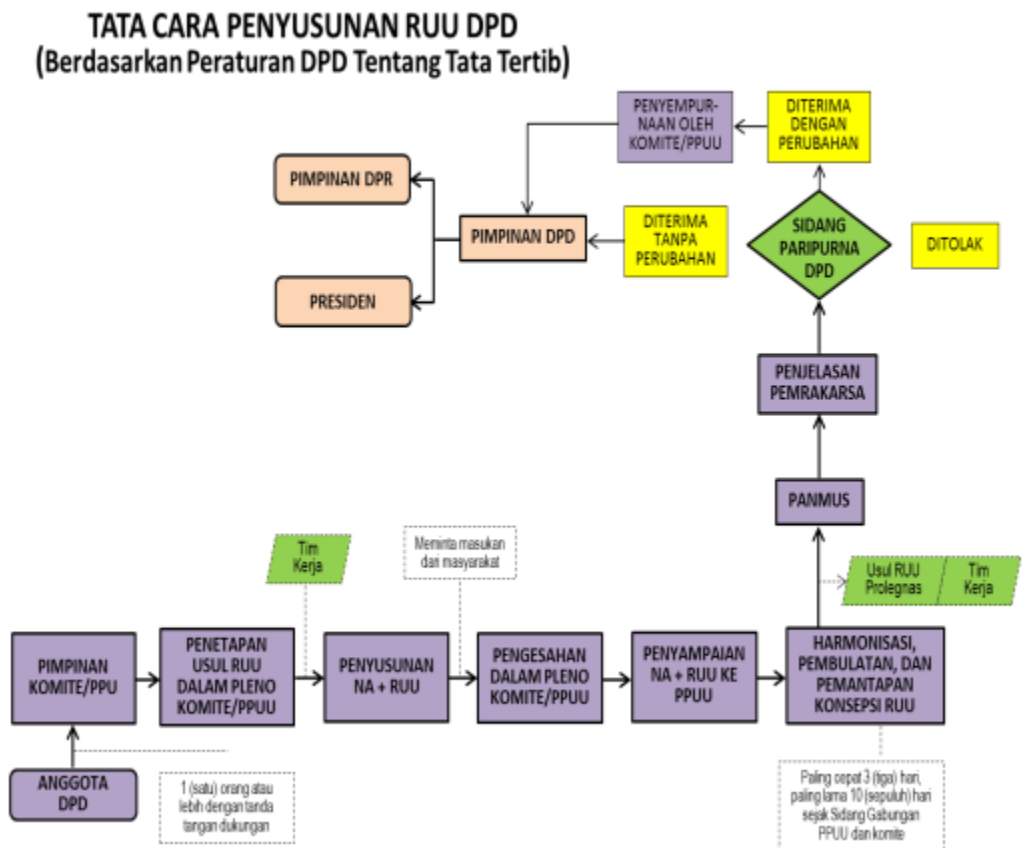 TATA CARA PENYUSUNAN RUU DPD
(Berdasarkan Peraturan DPD Tentang Tata Tertib)
PENYEMPUR-
NAAN OLEH
KOMITE/PPUU
DITERIMA
DENGAN
PERUBAHAN
PIMPINAN DPR
PIMPINAN DPD
DITERIMA
TANPA
PERUBAHAN
SIDANG
PARIPURNA
DPD
DITOLAK
PRESIDEN
PENJELASAN
PEMRAKARSA
PANMUS
Tim
Kerja
Meminta masukan
dari masyarakat
Usul RUU
Prolegnas
Tim
Kerja
PIMPINAN
KOMITE/PPU
PENETAPAN
USUL RUU
DALAM PLENO
KOMITE/PPUU
PENYUSUNAN
NA + RUU
PENGESAHAN
DALAM PLENO
KOMITE/PPUU
PENYAMPAIAN
NA + RUU KE
PPUU
HARMONISASI,
PEMBULATAN, DAN
PEMANTAPAN
KONSEPSI RUU
ANGGOTA
DPD
1 (satu) orang atau
lebih dengan tanda
tangan dukungan
Paling cepat 3 (tiga) hari,
paling lama 10 (sepuluh) hari
sejak Sidang Gabungan
PPUU dan komite